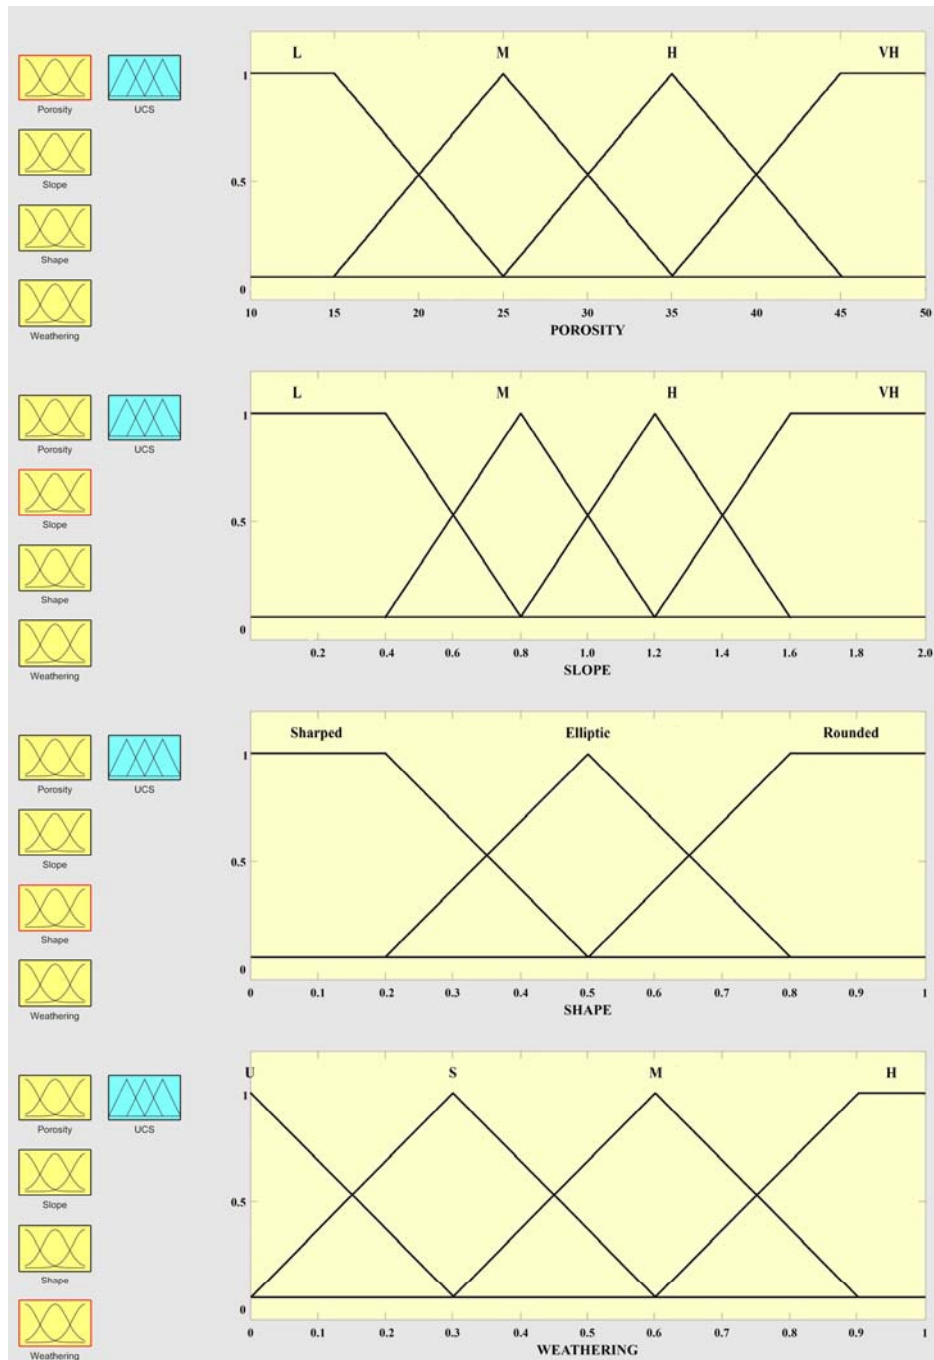 L M H VH
1
Porosity UCS
0.5
Slope
Shape
0
10 15 20 25 30 35 40 45 50
POROSITY
Weathering
L M H VH
1
Porosity UCS
0.5
Slope
Shape
0
0.2 0.4 0.6 0.8 1.0 1.2 1.4 1.6 1.8 2.0
SLOPE
Weathering
Sharped Elliptic Rounded
1
Porosity UCS
0.5
Slope
Shape
0
0 0.1 0.2 0.3 0.4 0.5 0.6 0.7 0.8 0.9 1
SHAPE
Weathering
U S M H
1
Porosity UCS
0.5
Slope
Shape
0
0 0.1 0.2 0.3 0.4 0.5 0.6 0.7 0.8 0.9 1
WEATHERING
Weathering